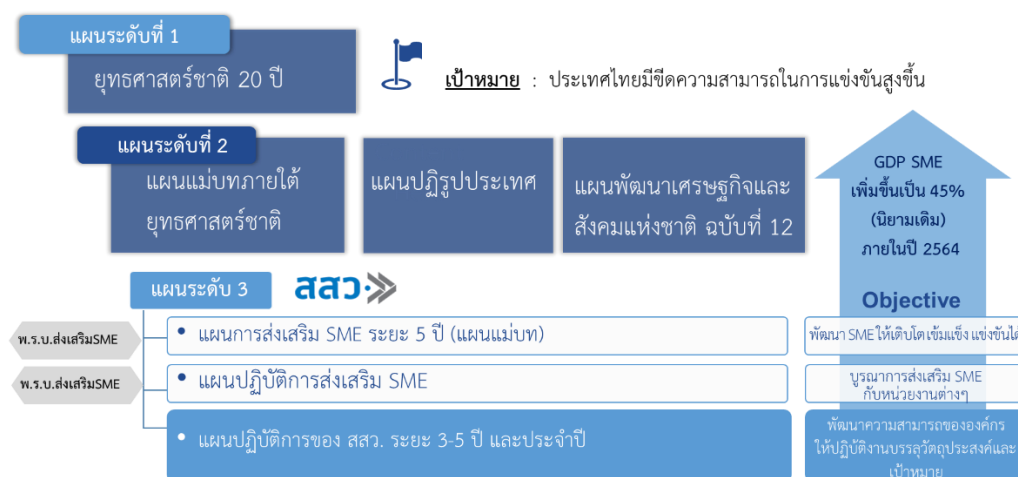 แผนระดับที่ 1
ยุทธศาสตร์ชาติ 20 ปี
เป้าหมาย : ประเทศไทยมีขีดความสามารถในการแข่งขันสูงขึ้น
แผนระดับที่ 2
แผนแม่บทภายใต้
ยุทธศาสตร์ชาติ
แผนปฏิรูปประเทศ
แผนพัฒนาเศรษฐกิจและ
สังคมแห่งชาติ ฉบับที่ 12
GDP SME
เพิ่มขึ้นเป็น 45%
(นิยามเดิม)
ภายในปี 2564
แผนระดับ 3
สสว.
Objective
พ.ร.บ.ส่งเสริมSME
• แผนการส่งเสริม SME ระยะ 5 ปี (แผนแม่บท)
พัฒนา SME ให้เติบโต เข้มแข็ง แข่งขันได้
พ.ร.บ.ส่งเสริมSME
• แผนปฏิบัติการส่งเสริม SME
บูรณาการส่งเสริม SME
กับหน่วยงานต่างๆ
• แผนปฏิบัติการของ สสว. ระยะ 3-5 ปี และประจำปี
พัฒนาความสามารถขององค์กร
ให้ปฏิบัติงานบรรลุวัตถุประสงค์และ
เป้าหมาย